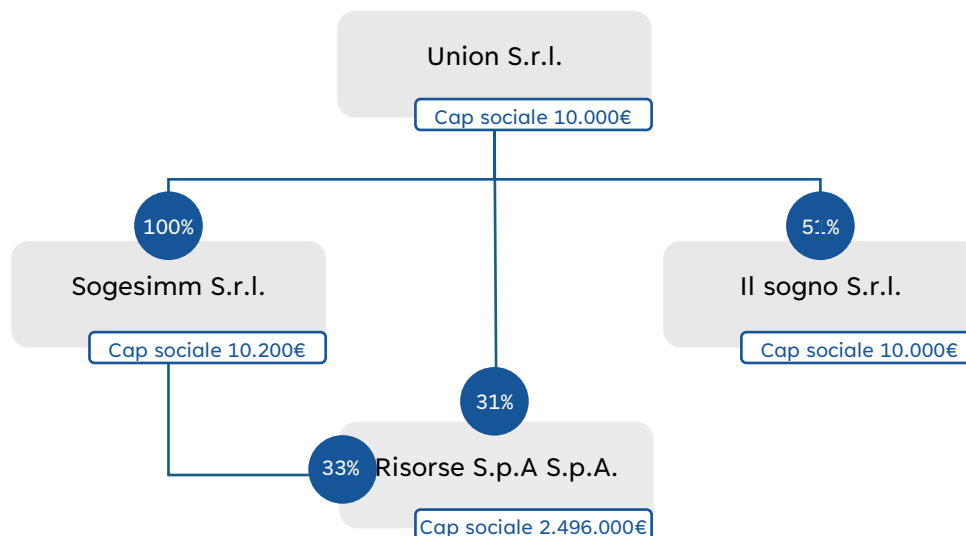 Union S.r.l.
Cap sociale 10.000€
100%
51%
Sogesimm S.r.l.
Il sogno S.r.l.
Cap sociale 10.200€
Cap sociale 10.000€
31%
33%
Risorse S.p.A S.p.A.
Cap sociale 2.496.000€